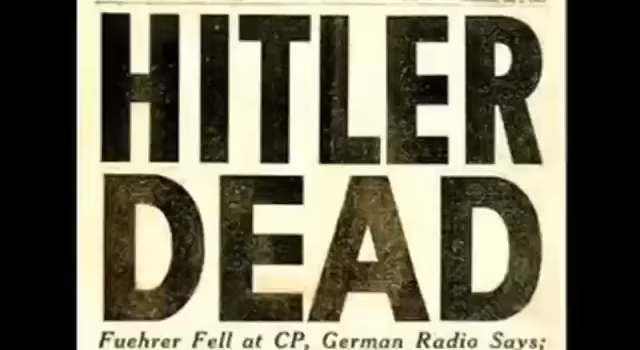 HITLER
DEAD
Fuehrer Fell at CP, German Radio Says;